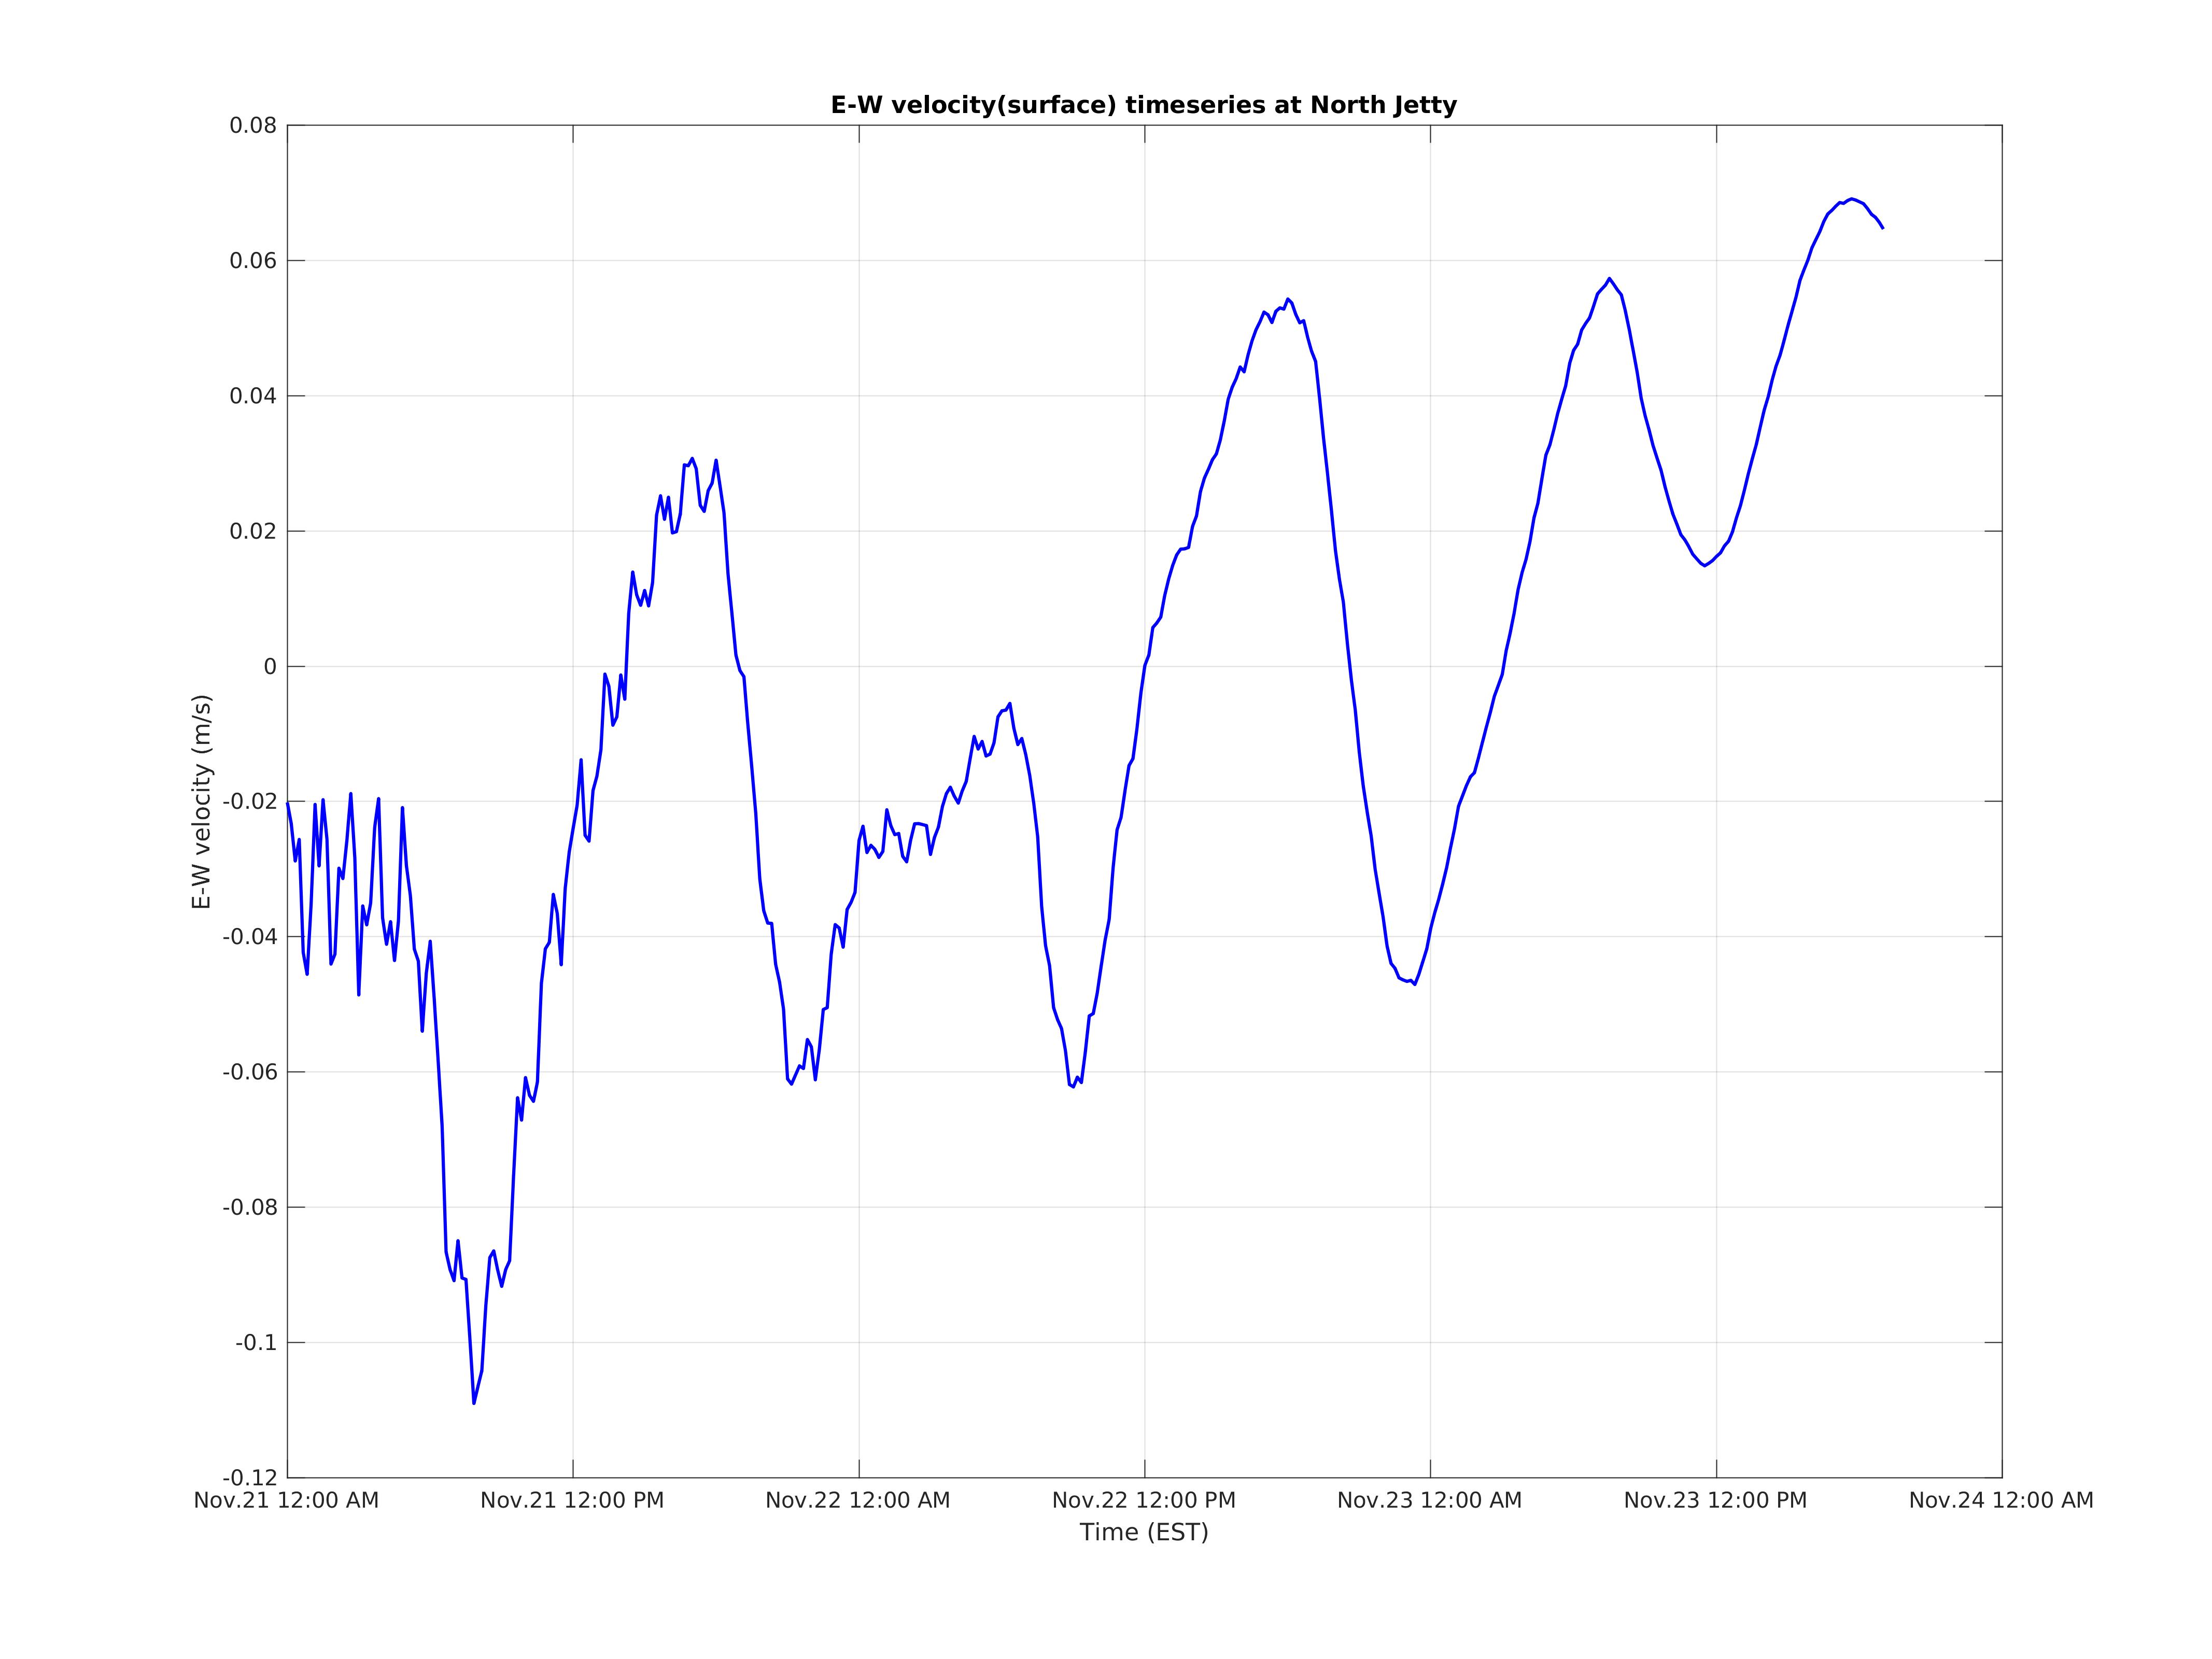 E-W velocity(surface) timeseries at North Jetty
0.08
0.06
0.04
0.02
0
-0.02
-0.04
-0.06
-0.08
-0.1
-0.12
E-W velocity (m/s)
Nov.21 12:00 AM Nov.21 12:00 PM Nov.22 12:00 AM Nov.22 12:00 PM Nov.23 12:00 AM Nov.23 12:00 PM Nov.24 12:00 AM
Time (EST)